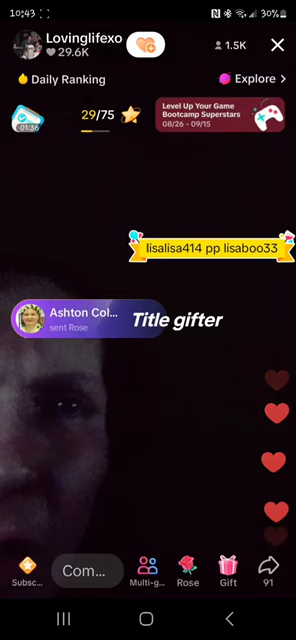 10:43
30%
Lovinglifexo
29.6K
1.5K
Daily Ranking
Explore >
01:36
29/75
Level Up Your Game
Bootcamp Superstars
08/26 - 09/15
lisalisa414 pp lisaboo33
Ashton Col...
sent Rose
Title gifter
Com...
Subsc...
Multi-g...
Rose
Gift
91